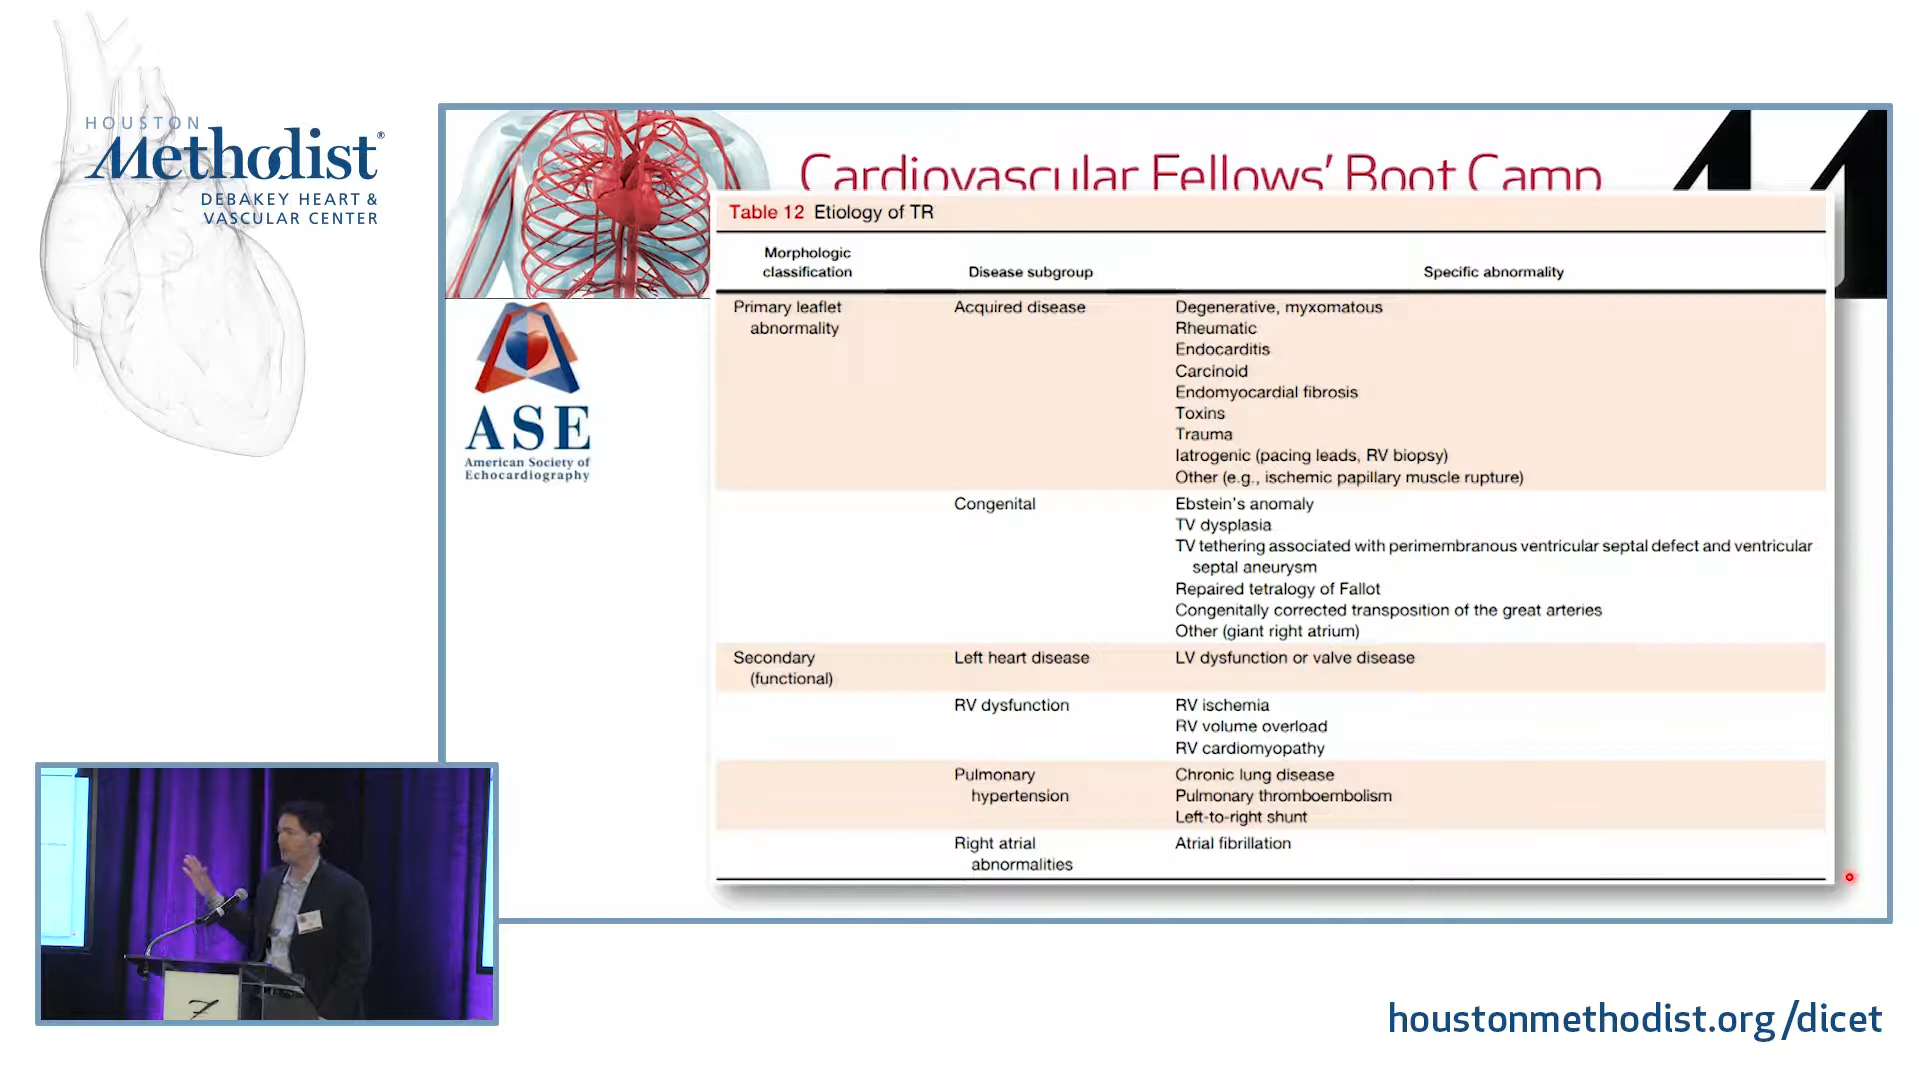 HOUSTON
Methodist®
DEBAKEY HEART &
VASCULAR CENTER
Cardiovascular Fellows' Boot Camp
ASE
American Society of
Echocardiography
Table 12 Etiology of TR
Morphologic
classification
Disease subgroup
Specific abnormality
Primary leaflet
abnormality
Acquired disease
Degenerative, myxomatous
Rheumatic
Endocarditis
Carcinoid
Endomyocardial fibrosis
Toxins
Trauma
Iatrogenic (pacing leads, RV biopsy)
Other (e.g., ischemic papillary muscle rupture)
Congenital
Ebstein's anomaly
TV dysplasia
TV tethering associated with perimembranous ventricular septal defect and ventricular
septal aneurysm
Repaired tetralogy of Fallot
Congenitally corrected transposition of the great arteries
Other (giant right atrium)
Secondary
(functional)
Left heart disease
LV dysfunction or valve disease
RV dysfunction
RV ischemia
RV volume overload
RV cardiomyopathy
Pulmonary
hypertension
Chronic lung disease
Pulmonary thromboembolism
Left-to-right shunt
Right atrial
abnormalities
Atrial fibrillation
houstonmethodist.org/dicet